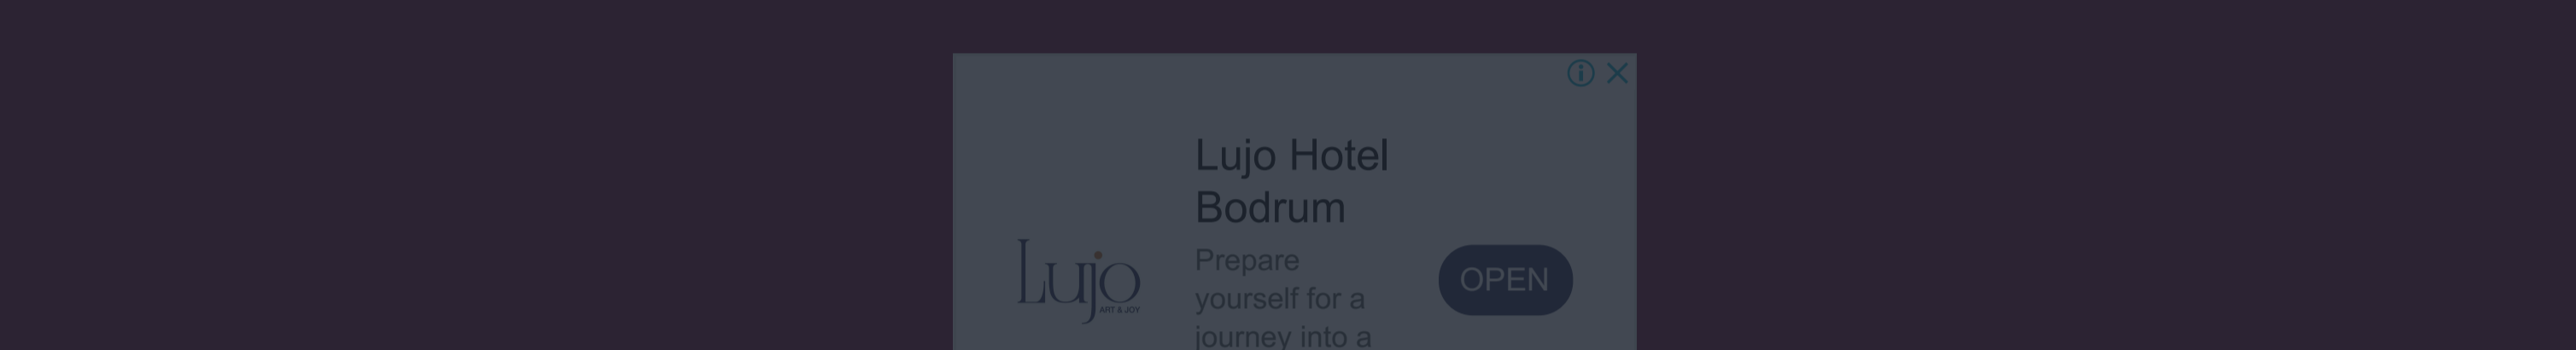 Lujo Hotel
Bodrum
Prepare
yourself for a
journey into a
Lujo
ART & JOY
OPEN